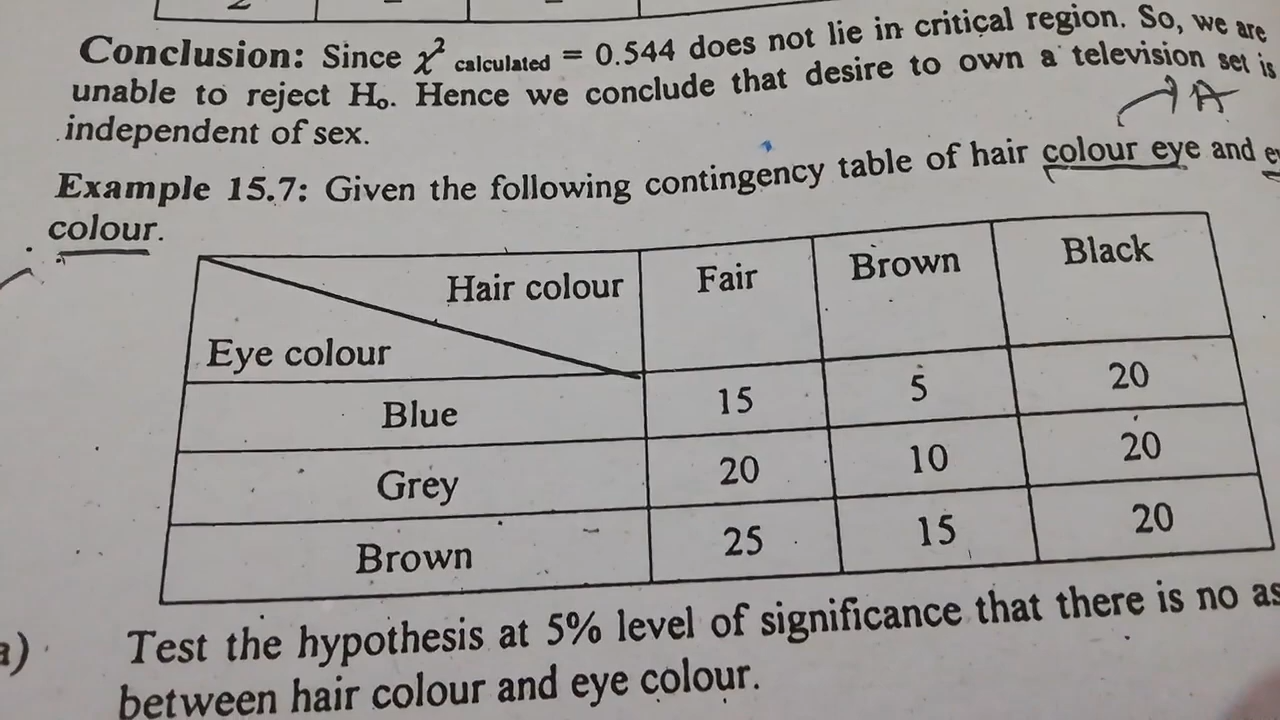 Conclusion: Since χ² calculated = 0.544 does not lie in critical region. So, we are
unable to reject H₀. Hence we conclude that desire to own a television set is
independent of sex.
A
Example 15.7: Given the following contingency table of hair colour eye and
colour.
Hair colour Fair Brown Black
Eye colour
Blue 15 5 20
Grey 20 10 20
Brown 25 15 20
Test the hypothesis at 5% level of significance that there is no
between hair colour and eye colour.